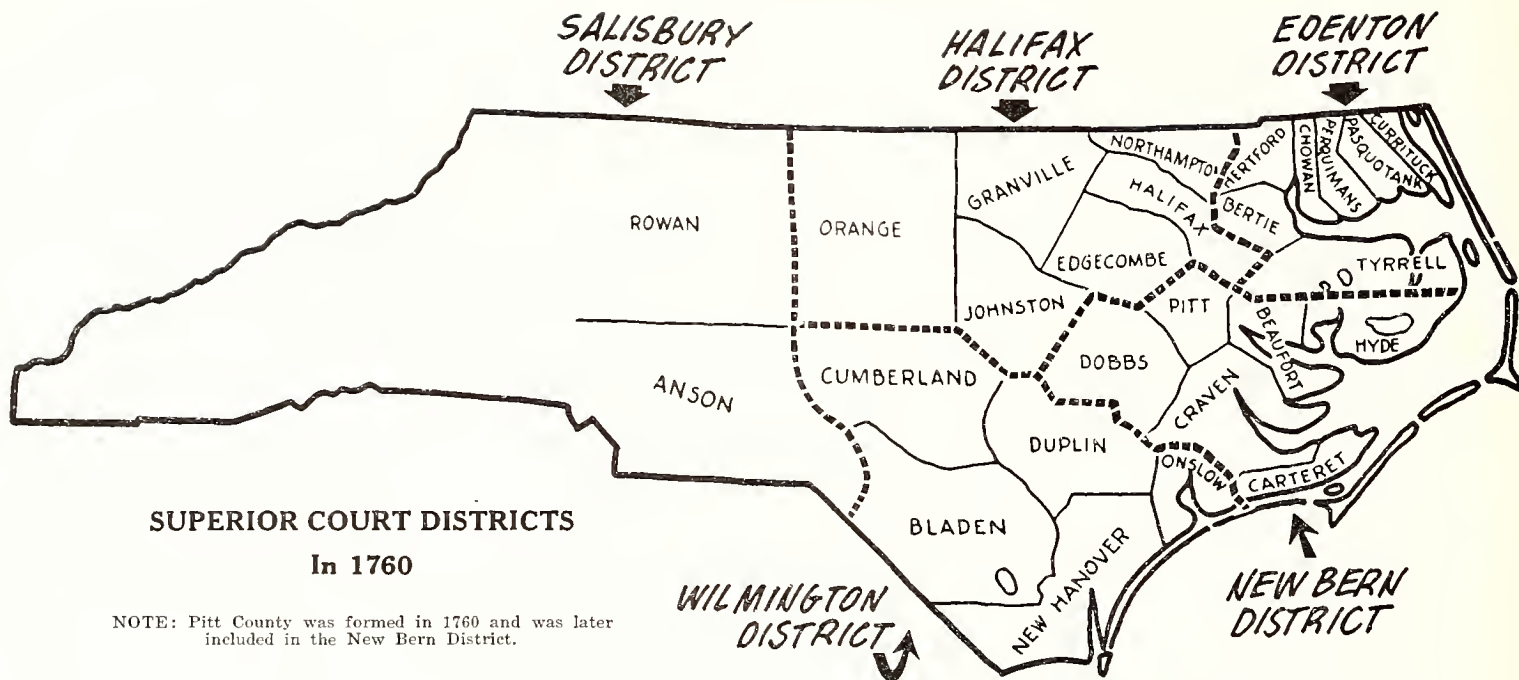 SALISBURY
DISTRICT
HALIFAX
DISTRICT
EDENTON
DISTRICT
ROWAN
ORANGE
GRANVILLE
NORTHAMPTO
HERTFORD
CHOWAN
PERQUIMANS
PASQUOTANK
CURRITUCK
HALIFAX
BERTIE
EDGECOMBE
TYRRELL
JOHNSTON
PITT
BEAUFORT
HYDE
ANSON
CUMBERLAND
DOBBS
CRAVEN
DUPLIN
ONSLOW
CARTERET
BLADEN
NEW HANOVER
SUPERIOR COURT DISTRICTS
In 1760
NOTE: Pitt County was formed in 1760 and was later
included in the New Bern District.
WILMINGTON
DISTRICT
NEW BERN
DISTRICT